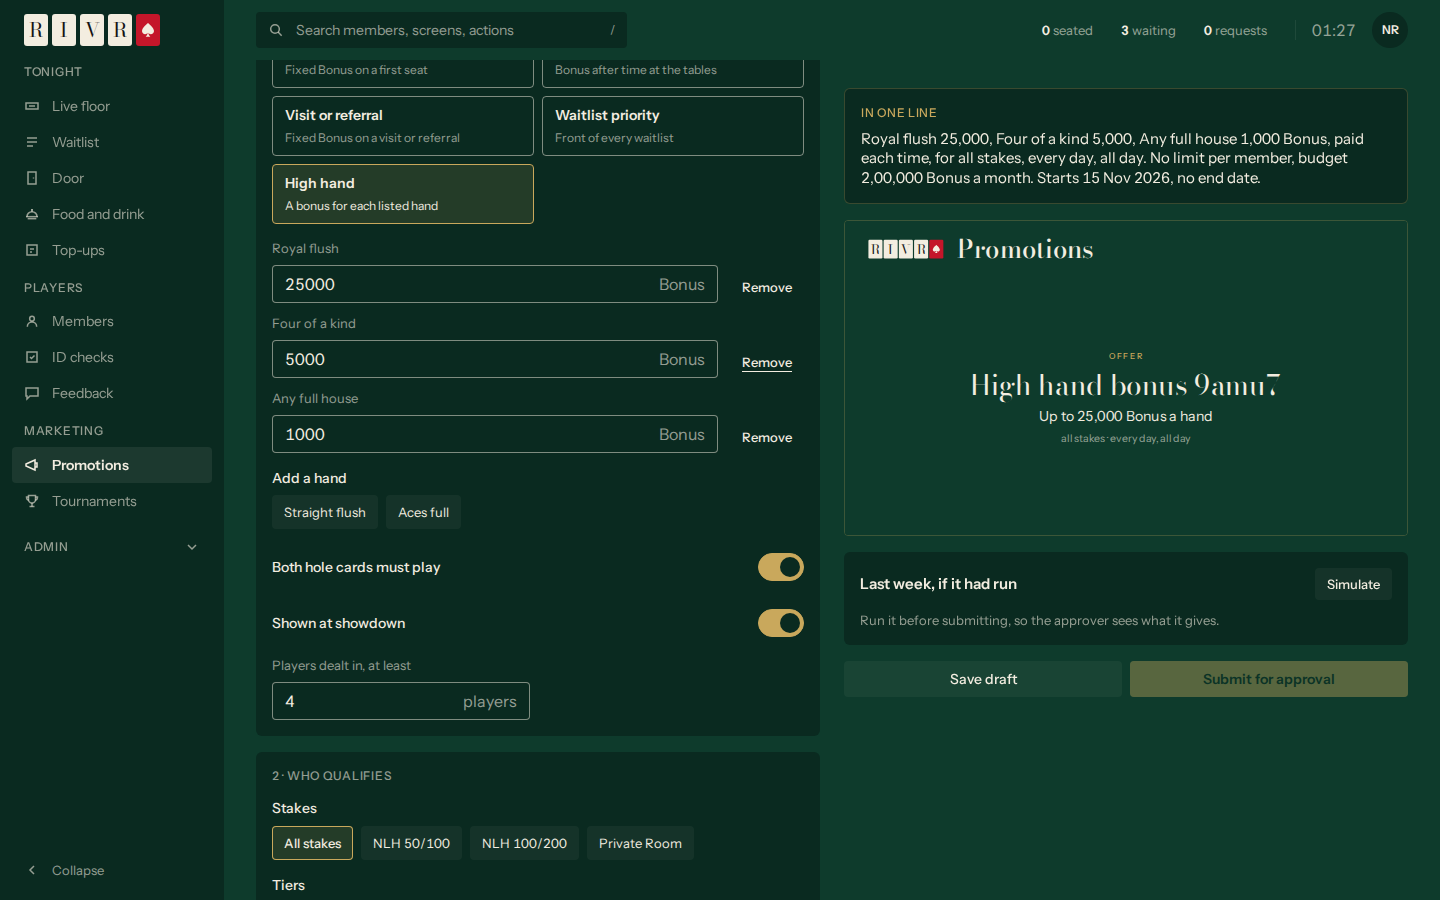 RIVR
Search members, screens, actions /
0 seated 3 waiting 0 requests 01:27 NR
TONIGHT
Live floor
Waitlist
Door
Food and drink
Top-ups
PLAYERS
Members
ID checks
Feedback
MARKETING
Promotions
Tournaments
ADMIN
Collapse
Fixed Bonus on a first seat
Bonus after time at the tables
Visit or referral
Fixed Bonus on a visit or referral
Waitlist priority
Front of every waitlist
High hand
A bonus for each listed hand
Royal flush
25000 Bonus Remove
Four of a kind
5000 Bonus Remove
Any full house
1000 Bonus Remove
Add a hand
Straight flush Aces full
Both hole cards must play
Shown at showdown
Players dealt in, at least
4 players
2 · WHO QUALIFIES
Stakes
All stakes NLH 50/100 NLH 100/200 Private Room
Tiers
IN ONE LINE
Royal flush 25,000, Four of a kind 5,000, Any full house 1,000 Bonus, paid
each time, for all stakes, every day, all day. No limit per member, budget
2,00,000 Bonus a month. Starts 15 Nov 2026, no end date.
RIVR Promotions
OFFER
High hand bonus 9amu7
Up to 25,000 Bonus a hand
all stakes · every day, all day
Last week, if it had run Simulate
Run it before submitting, so the approver sees what it gives.
Save draft Submit for approval